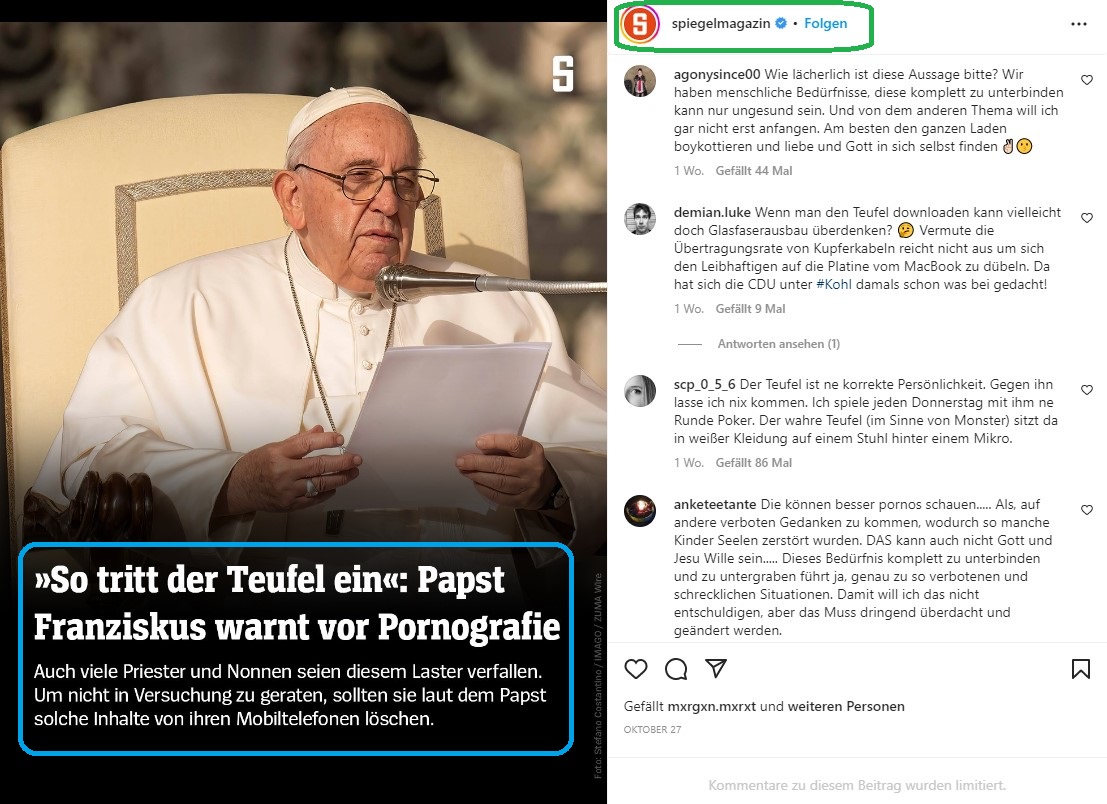 S
»So tritt der Teufel ein«: Papst
Franziskus warnt vor Pornografie
Auch viele Priester und Nonnen seien diesem Laster verfallen.
Um nicht in Versuchung zu geraten, sollten sie laut dem Papst
solche Inhalte von ihren Mobiltelefonen löschen.
Foto: Stefano Costantino / IMAGO / ZUMA Wire
S
spiegelmagazin • Folgen
agonysince00 Wie lächerlich ist diese Aussage bitte? Wir
haben menschliche Bedürfnisse, diese komplett zu unterbinden
kann nur ungesund sein. Und von dem anderen Thema will ich
gar nicht erst anfangen. Am besten den ganzen Laden
boykottieren und liebe und Gott in sich selbst finden ✌🏻😶
1 Wo. Gefällt 44 Mal
demian.luke Wenn man den Teufel downloaden kann vielleicht
doch Glasfaserausbau überdenken? 🤔 Vermute die
Übertragungsrate von Kupferkabeln reicht nicht aus um sich
den Leibhaftigen auf die Platine vom MacBook zu dübeln. Da
hat sich die CDU unter #Kohl damals schon was bei gedacht!
1 Wo. Gefällt 9 Mal
Antworten ansehen (1)
scp_0_5_6 Der Teufel ist ne korrekte Persönlichkeit. Gegen ihn
lasse ich nix kommen. Ich spiele jeden Donnerstag mit ihm ne
Runde Poker. Der wahre Teufel (im Sinne von Monster) sitzt da
in weißer Kleidung auf einem Stuhl hinter einem Mikro.
1 Wo. Gefällt 86 Mal
anketeetante Die können besser pornos schauen..... Als, auf
andere verboten Gedanken zu kommen, wodurch so manche
Kinder Seelen zerstört wurden. DAS kann auch nicht Gott und
Jesu Wille sein..... Dieses Bedürfnis komplett zu unterbinden
und zu untergraben führt ja, genau zu so verbotenen und
schrecklichen Situationen. Damit will ich das nicht
entschuldigen, aber das Muss dringend überdacht und
geändert werden.
Gefällt mxrgxn.mxrxt und weiteren Personen
OKTOBER 27
Kommentare zu diesem Beitrag wurden limitiert.